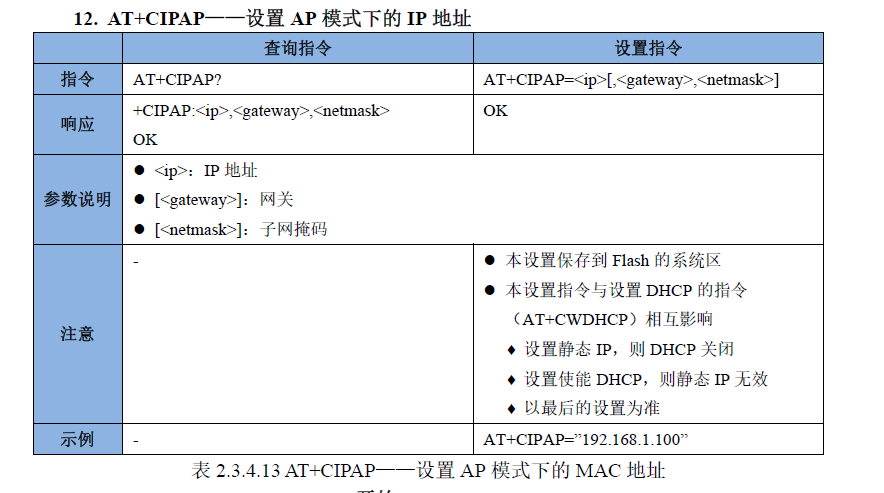 12. AT+CIPAP——设置 AP 模式下的 IP 地址
查询指令 设置指令
指令 AT+CIPAP? AT+CIPAP=<ip>[,<gateway>,<netmask>]
响应 +CIPAP:<ip>,<gateway>,<netmask> OK
OK
参数说明
● <ip>：IP 地址
● [<gateway>]：网关
● [<netmask>]：子网掩码
注意 -
● 本设置保存到 Flash 的系统区
● 本设置指令与设置 DHCP 的指令
（AT+CWDHCP）相互影响
♦ 设置静态 IP，则 DHCP 关闭
♦ 设置使能 DHCP，则静态 IP 无效
♦ 以最后的设置为准
示例 - AT+CIPAP=”192.168.1.100”
表 2.3.4.13 AT+CIPAP——设置 AP 模式下的 MAC 地址